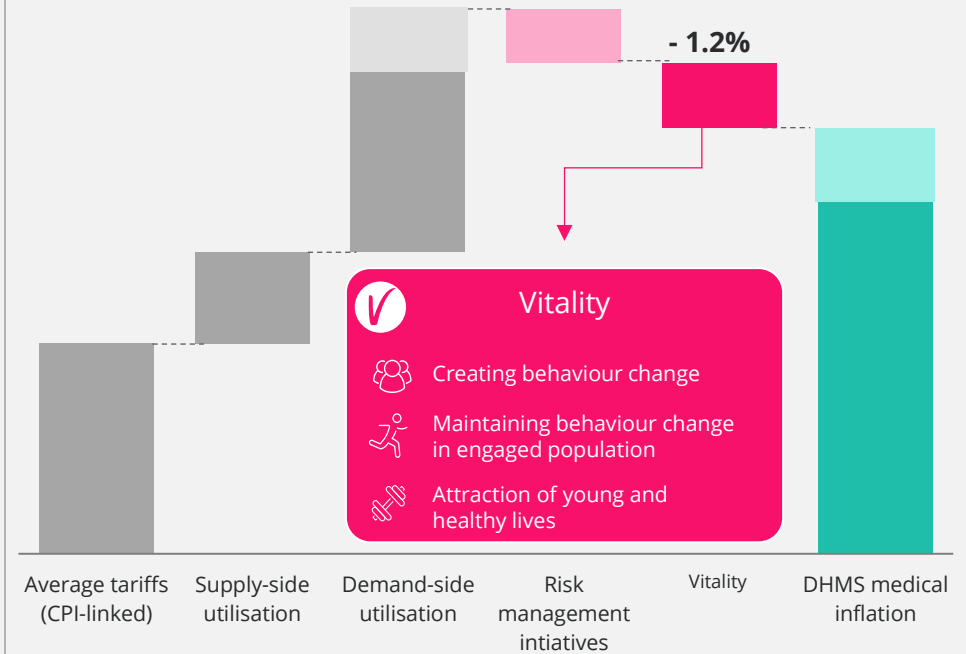 - 1.2%
Vitality
Creating behaviour change
Maintaining behaviour change
in engaged population
Attraction of young and
healthy lives
Average tariffs
(CPI-linked)
Supply-side
utilisation
Demand-side
utilisation
Risk
management
intiatives
Vitality
DHMS medical
inflation